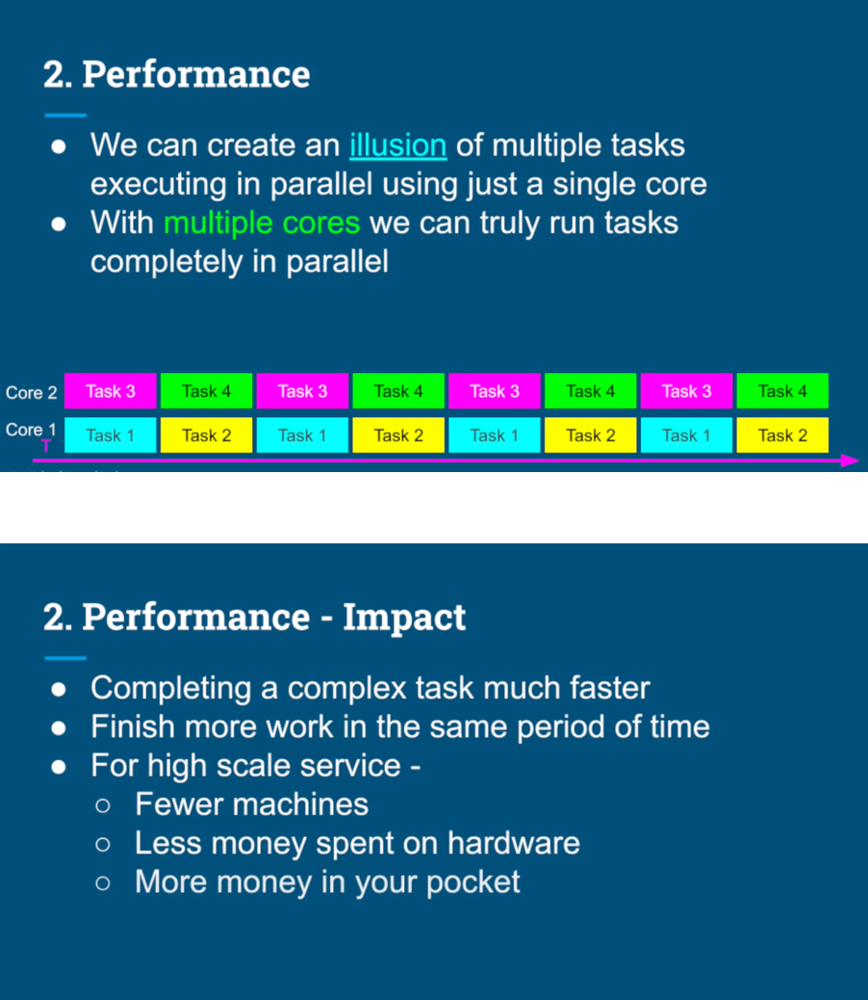 2. Performance
● We can create an illusion of multiple tasks
executing in parallel using just a single core
● With multiple cores we can truly run tasks
completely in parallel
Core 2 Task 3 Task 4 Task 3 Task 4 Task 3 Task 4 Task 3 Task 4
Core 1 Task 1 Task 2 Task 1 Task 2 Task 1 Task 2 Task 1 Task 2
T
2. Performance - Impact
● Completing a complex task much faster
● Finish more work in the same period of time
● For high scale service -
○ Fewer machines
○ Less money spent on hardware
○ More money in your pocket